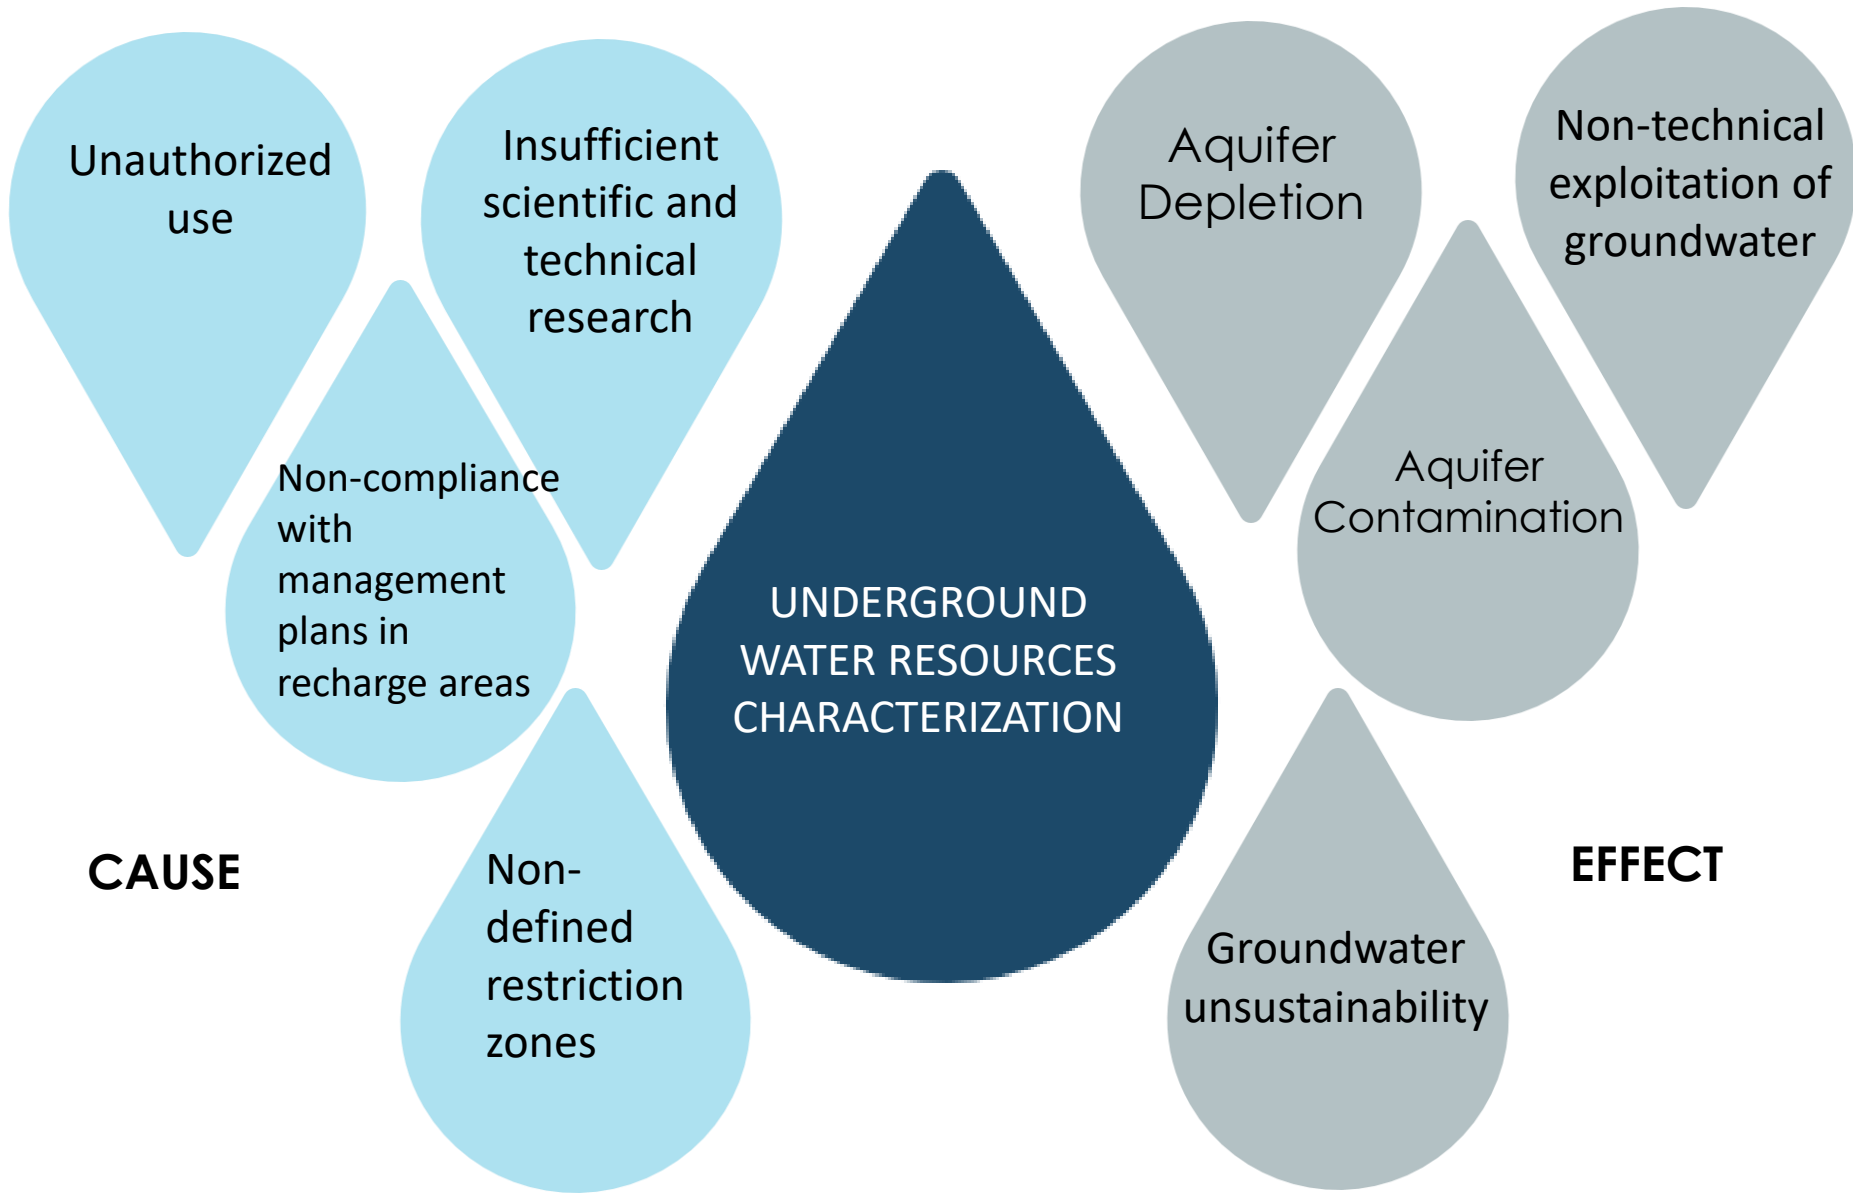 Unauthorized
use
Insufficient
scientific and
technical
research
Non-compliance
with
management
plans in
recharge areas
Non-
defined
restriction
zones
CAUSE
UNDERGROUND
WATER RESOURCES
CHARACTERIZATION
Aquifer
Depletion
Non-technical
exploitation of
groundwater
Aquifer
Contamination
Groundwater
unsustainability
EFFECT